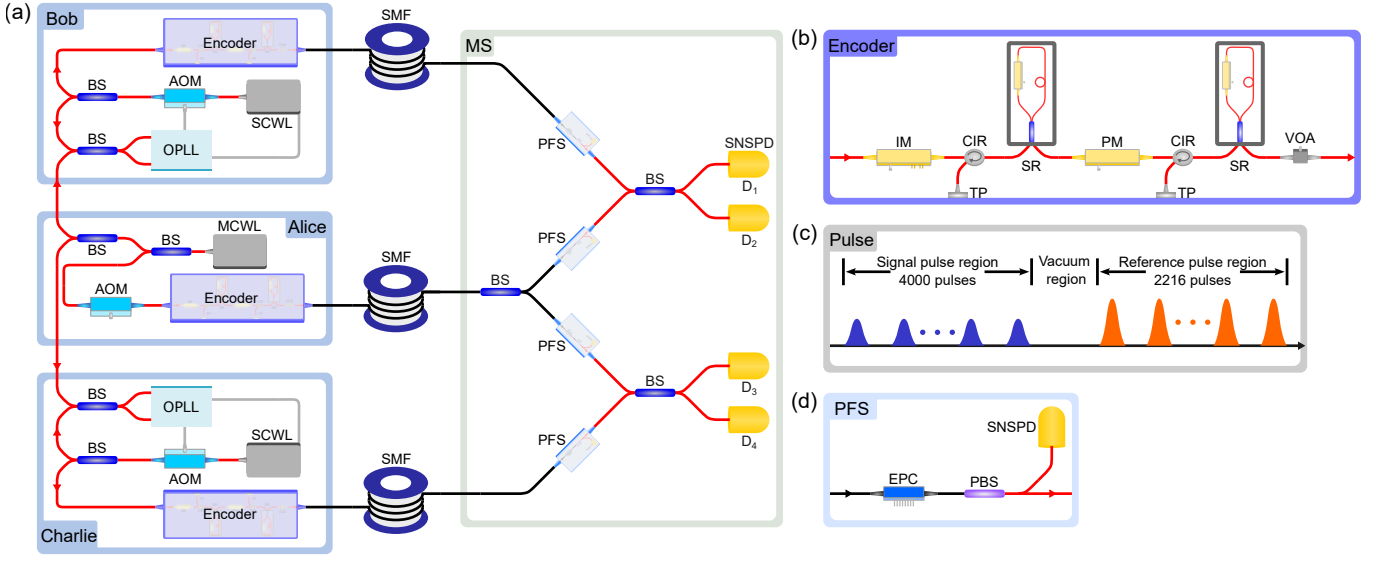 (a)
Bob
Encoder
BS
AOM
SCWL
BS
OPLL
SMF
Alice
MCWL
BS
BS
AOM
Encoder
SMF
BS
OPLL
SCWL
BS
AOM
Encoder
Charlie
SMF
MS
PFS
SNSPD
BS
D1
D2
PFS
BS
PFS
D3
BS
D4
PFS
(b)
Encoder
IM
CIR
TP
SR
PM
CIR
TP
SR
VOA
(c)
Pulse
Signal pulse region
4000 pulses
Vacuum
region
Reference pulse region
2216 pulses
(d)
PFS
SNSPD
EPC
PBS